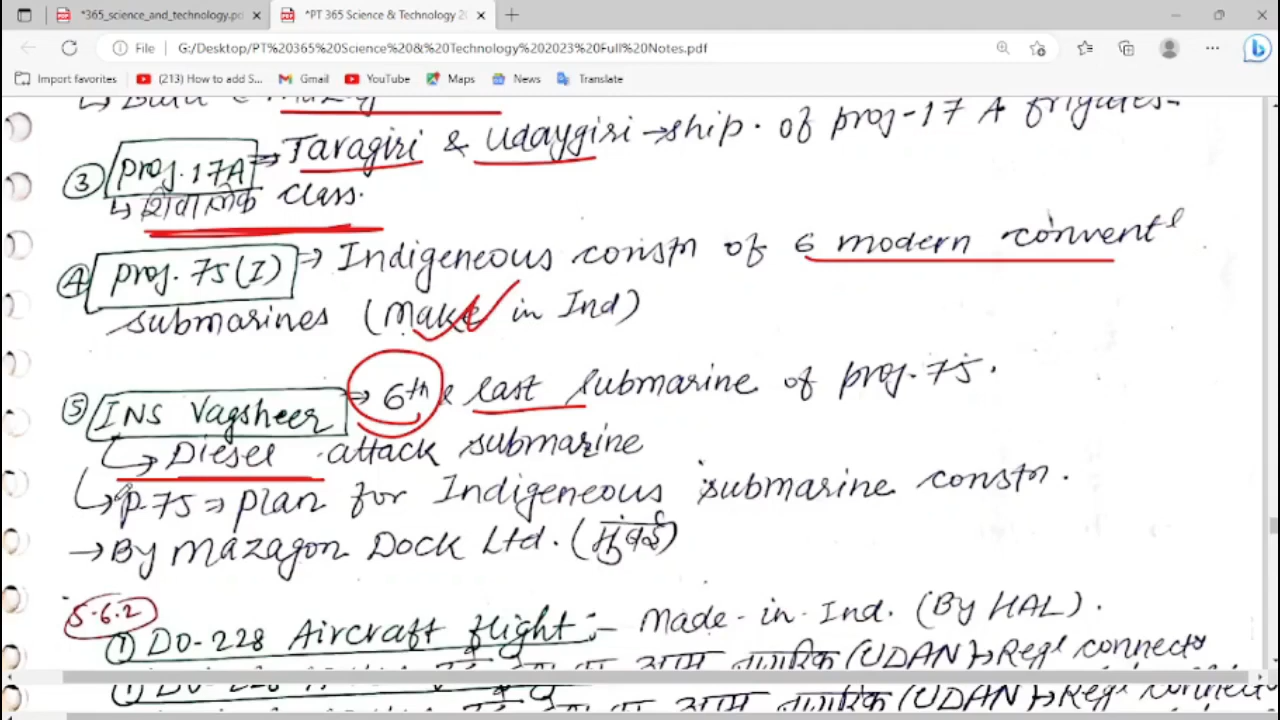 *365_science_and_technology.pd
*PT 365 Science & Technology 20
File
G:/Desktop/PT%20365%20Science%20&%20Technology%202023%20Full%20Notes.pdf
Import favorites
(213) How to add S...
Gmail
YouTube
Maps
News
Translate
③ Proj. 17A ⇒ Taragiri & Udaygiri → ship. of proj-17 A frigates-
↳ शिवालिक class.
④ Proj. 75(I) ⇒ Indigeneous constn of 6 modern conventˡ
submarines (Make in Ind)
⑤ INS Vagsheer ⇒ 6th & last submarine of proj. 75.
↳ Diesel attack submarine
↳ P.75 ⇒ plan for Indigeneous submarine constn.
→ By Mazagon Dock Ltd. (मुंबई)
5.6.2
① DO-228 Aircraft flight :- Made-in-Ind. (By HAL).
(UDAN)